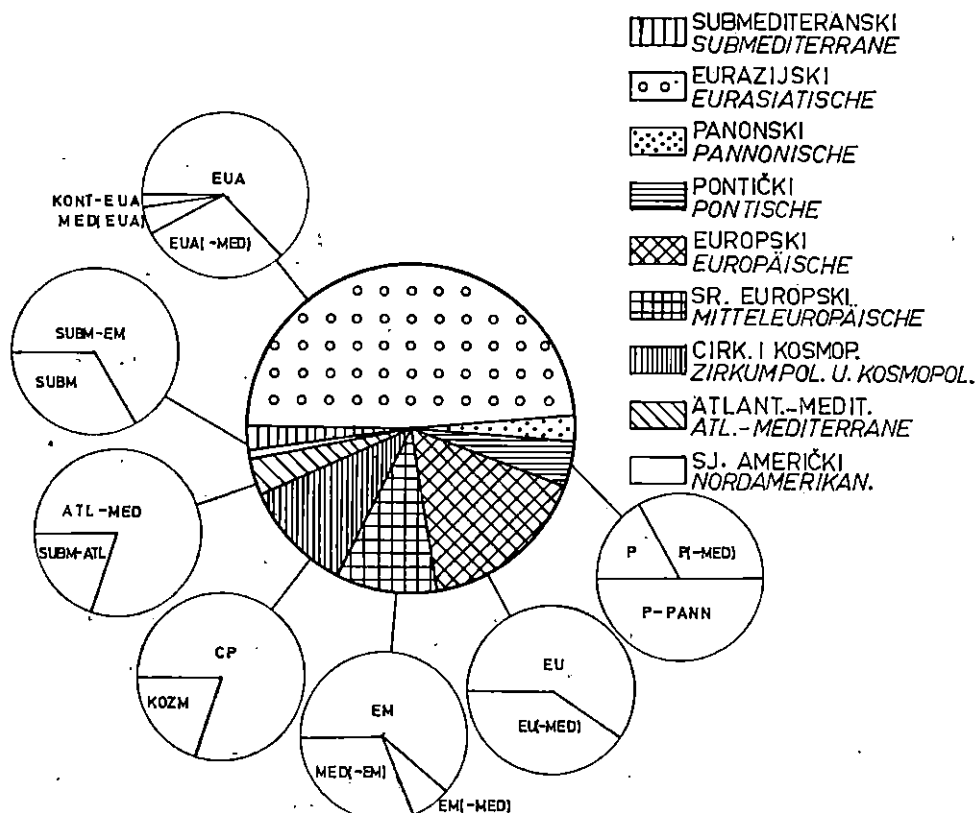 SUBMEDITERANSKI
SUBMEDITERRANE
EURAZIJSKI
EURASIATISCHE
PANONSKI
PANNONISCHE
PONTIČKI
PONTISCHE
EUROPSKI
EUROPÄISCHE
SR. EUROPSKI
MITTELEUROPÄISCHE
CIRK. I KOSMOP.
ZIRKUMPOL. U. KOSMOPOL.
ATLANT.-MEDIT.
ATL.-MEDITERRANE
SJ. AMERIČKI
NORDAMERIKAN.
EUA
KONT-EUA
MED(EUA)
EUA(-MED)
SUBM-EM
SUBM
ATL-MED
SUBM-ATL
CP
KOZM
EM
MED(-EM)
EM(-MED)
EU
EU(-MED)
P
P(-MED)
P-PANN